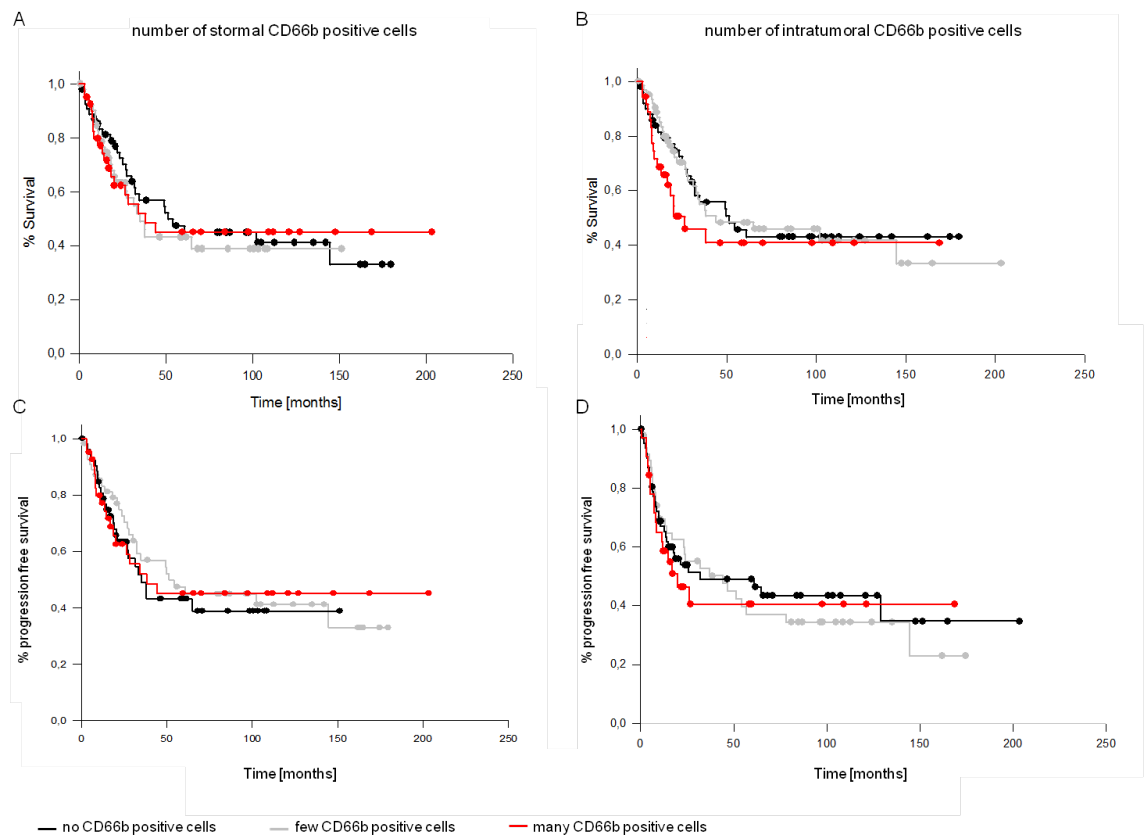 A
number of stormal CD66b positive cells
1,0
0,8
0,6
0,4
0,2
0,0
% Survival
0 50 100 150 200 250
Time [months]
B
number of intratumoral CD66b positive cells
1,0
0,8
0,6
0,4
0,2
0,0
% Survival
0 50 100 150 200 250
Time [months]
C
1,0
0,8
0,6
0,4
0,2
0,0
% progression free survival
0 50 100 150 200 250
Time [months]
D
1,0
0,8
0,6
0,4
0,2
0,0
% progression free survival
0 50 100 150 200 250
Time [months]
no CD66b positive cells few CD66b positive cells many CD66b positive cells